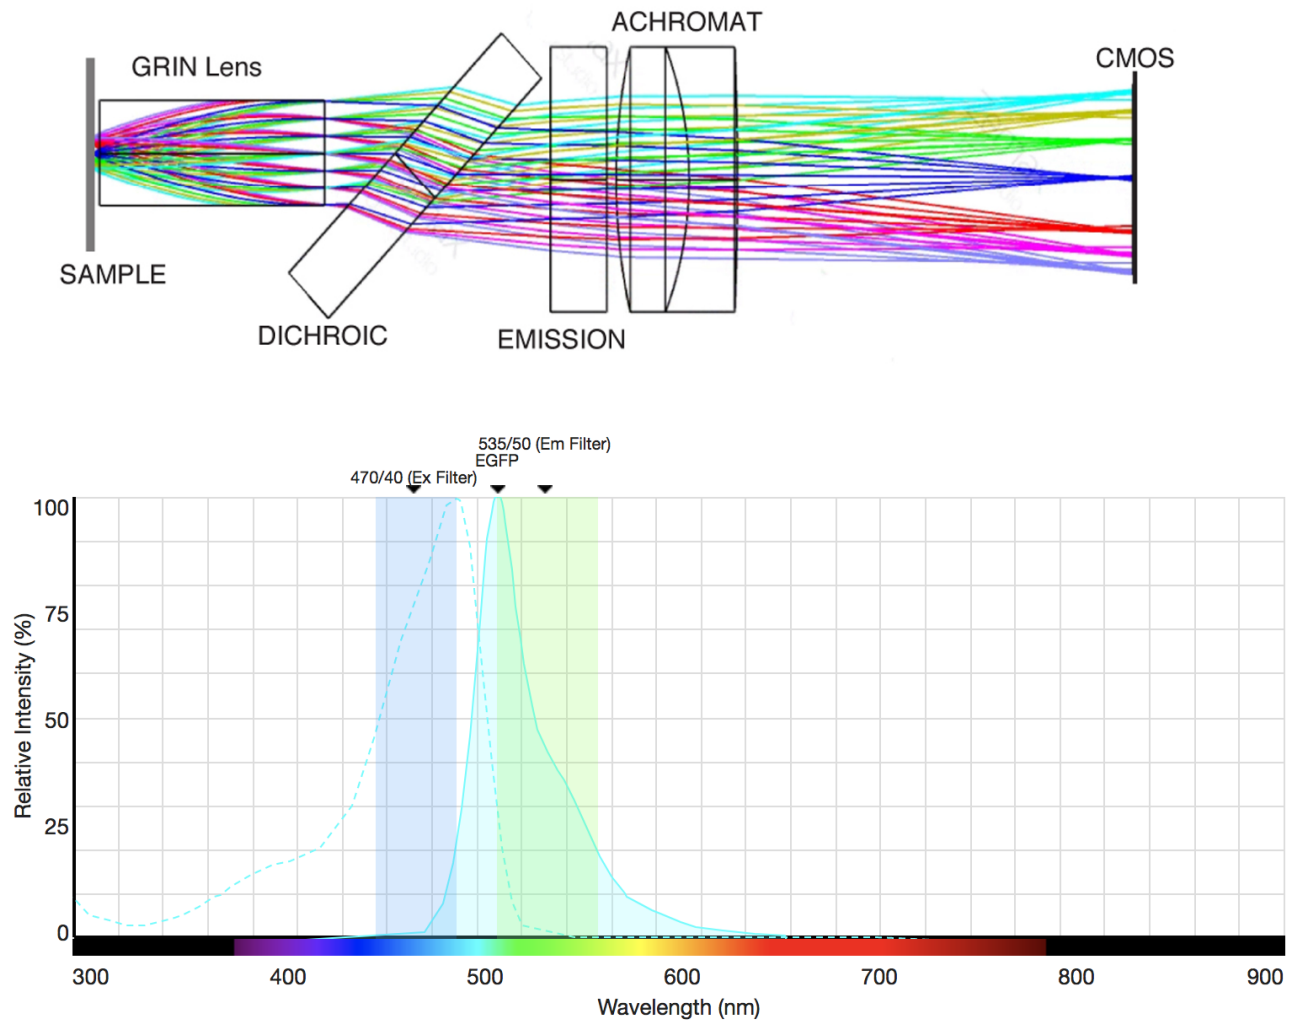 ACHROMAT
GRIN Lens
CMOS
SAMPLE
DICHROIC
EMISSION
535/50 (Em Filter)
EGFP
470/40 (Ex Filter)
100
75
50
25
0
Relative Intensity (%)
300 400 500 600 700 800 900
Wavelength (nm)